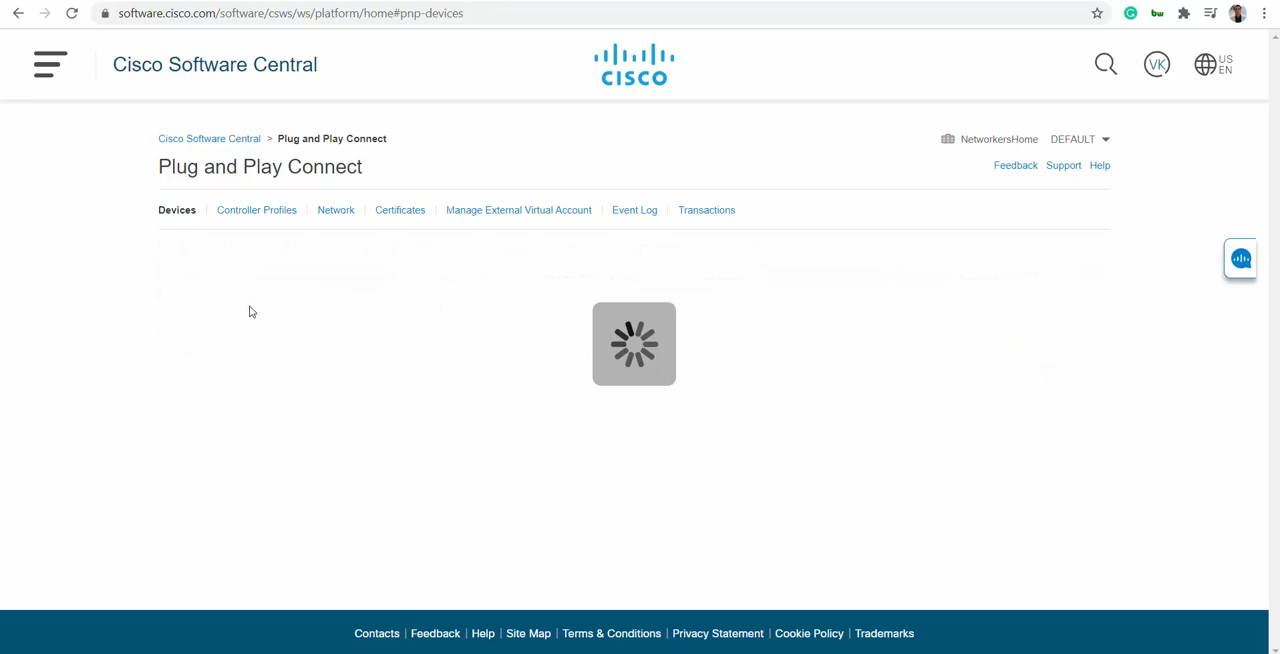 software.cisco.com/software/csws/ws/platform/home#pnp-devices
bw
Cisco Software Central
CISCO
VK
US
EN
Cisco Software Central > Plug and Play Connect
NetworkersHome DEFAULT
Plug and Play Connect
Feedback Support Help
Devices | Controller Profiles | Network | Certificates | Manage External Virtual Account | Event Log | Transactions
Contacts | Feedback | Help | Site Map | Terms & Conditions | Privacy Statement | Cookie Policy | Trademarks